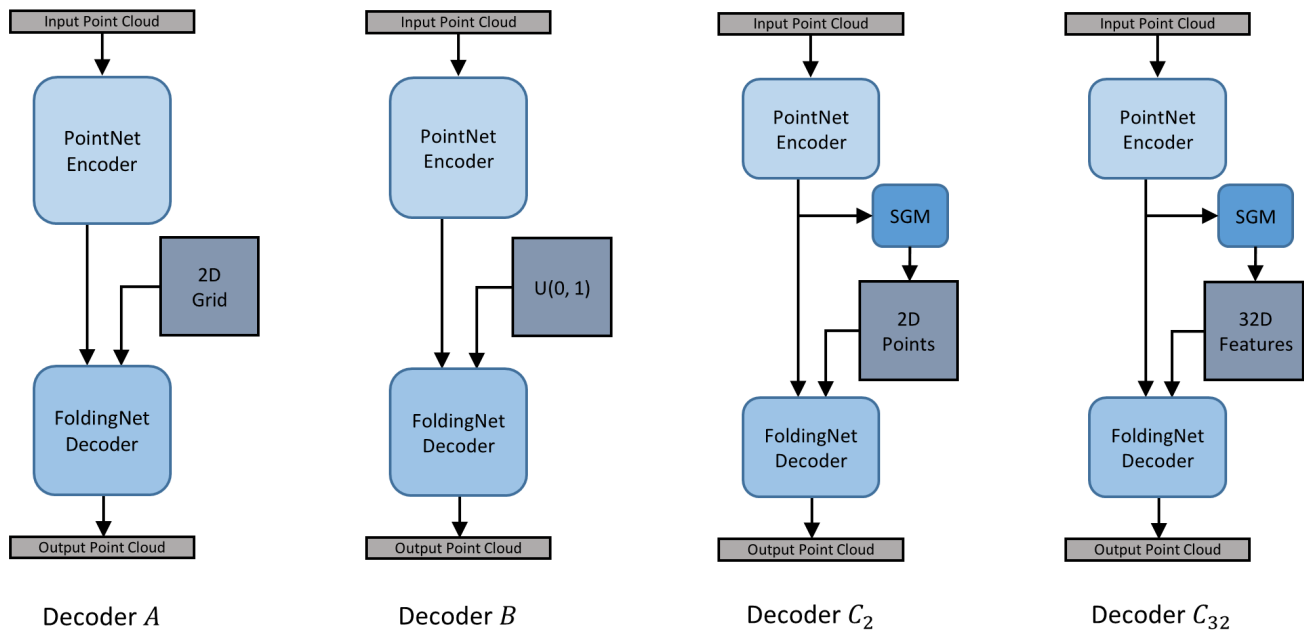 Input Point Cloud
PointNet
Encoder
2D
Grid
FoldingNet
Decoder
Output Point Cloud
Decoder A
Input Point Cloud
PointNet
Encoder
U(0, 1)
FoldingNet
Decoder
Output Point Cloud
Decoder B
Input Point Cloud
PointNet
Encoder
SGM
2D
Points
FoldingNet
Decoder
Output Point Cloud
Decoder C₂
Input Point Cloud
PointNet
Encoder
SGM
32D
Features
FoldingNet
Decoder
Output Point Cloud
Decoder C₃₂